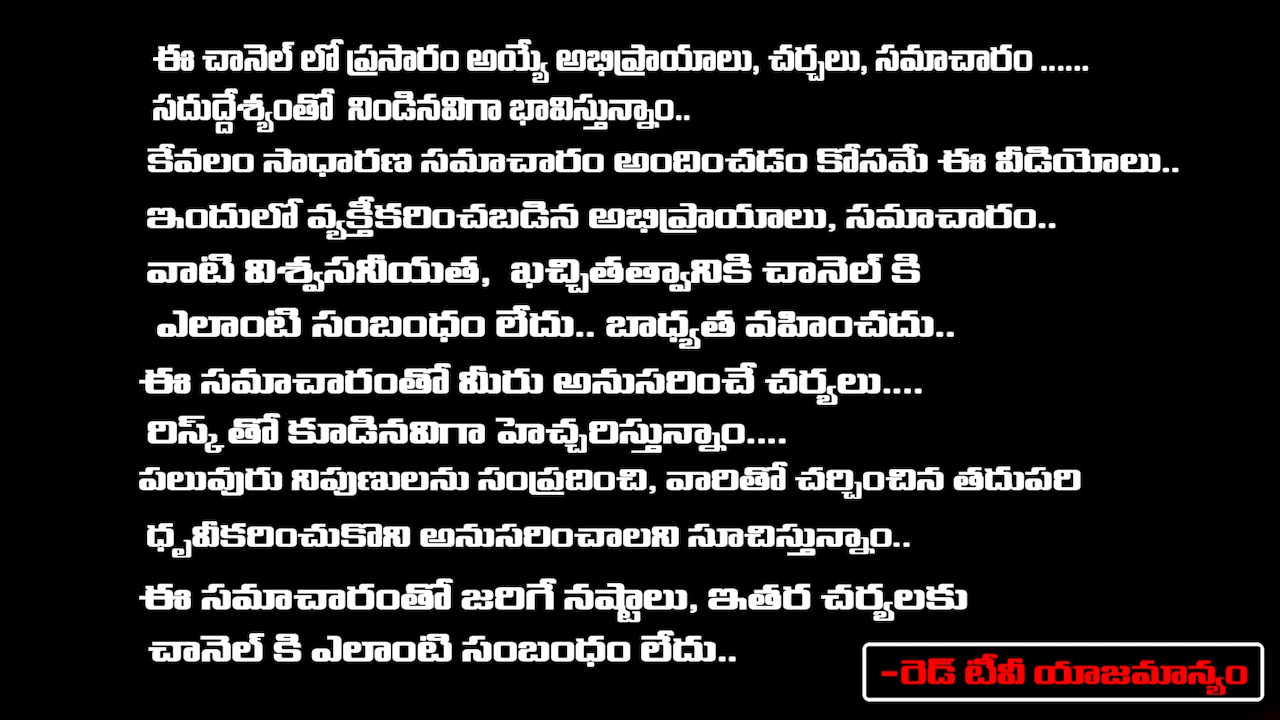 ఈ చానెల్ లో ప్రసారం అయ్యే అభిప్రాయాలు, చర్చలు, సమాచారం ......
సదుద్దేశ్యంతో నిండినవిగా భావిస్తున్నాం..
కేవలం సాధారణ సమాచారం అందించడం కోసమే ఈ వీడియోలు..
ఇందులో వ్యక్తీకరించబడిన అభిప్రాయాలు, సమాచారం..
వాటి విశ్వసనీయత, ఖచ్చితత్వానికి చానెల్ కి
ఎలాంటి సంబంధం లేదు.. బాధ్యత వహించదు..
ఈ సమాచారంతో మీరు అనుసరించే చర్యలు....
రిస్క్ తో కూడినవిగా హెచ్చరిస్తున్నాం....
పలువురు నిపుణులను సంప్రదించి, వారితో చర్చించిన తదుపరి
ధృవీకరించుకొని అనుసరించాలని సూచిస్తున్నాం..
ఈ సమాచారంతో జరిగే నష్టాలు, ఇతర చర్యలకు
చానెల్ కి ఎలాంటి సంబంధం లేదు..
-రెడ్ టీవీ యాజమాన్యం